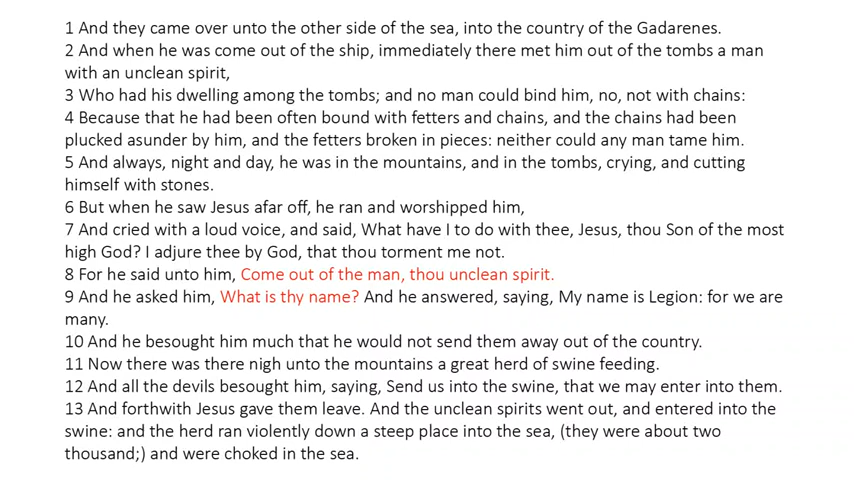 1 And they came over unto the other side of the sea, into the country of the Gadarenes.
2 And when he was come out of the ship, immediately there met him out of the tombs a man
with an unclean spirit,
3 Who had his dwelling among the tombs; and no man could bind him, no, not with chains:
4 Because that he had been often bound with fetters and chains, and the chains had been
plucked asunder by him, and the fetters broken in pieces: neither could any man tame him.
5 And always, night and day, he was in the mountains, and in the tombs, crying, and cutting
himself with stones.
6 But when he saw Jesus afar off, he ran and worshipped him,
7 And cried with a loud voice, and said, What have I to do with thee, Jesus, thou Son of the most
high God? I adjure thee by God, that thou torment me not.
8 For he said unto him, Come out of the man, thou unclean spirit.
9 And he asked him, What is thy name? And he answered, saying, My name is Legion: for we are
many.
10 And he besought him much that he would not send them away out of the country.
11 Now there was there nigh unto the mountains a great herd of swine feeding.
12 And all the devils besought him, saying, Send us into the swine, that we may enter into them.
13 And forthwith Jesus gave them leave. And the unclean spirits went out, and entered into the
swine: and the herd ran violently down a steep place into the sea, (they were about two
thousand;) and were choked in the sea.